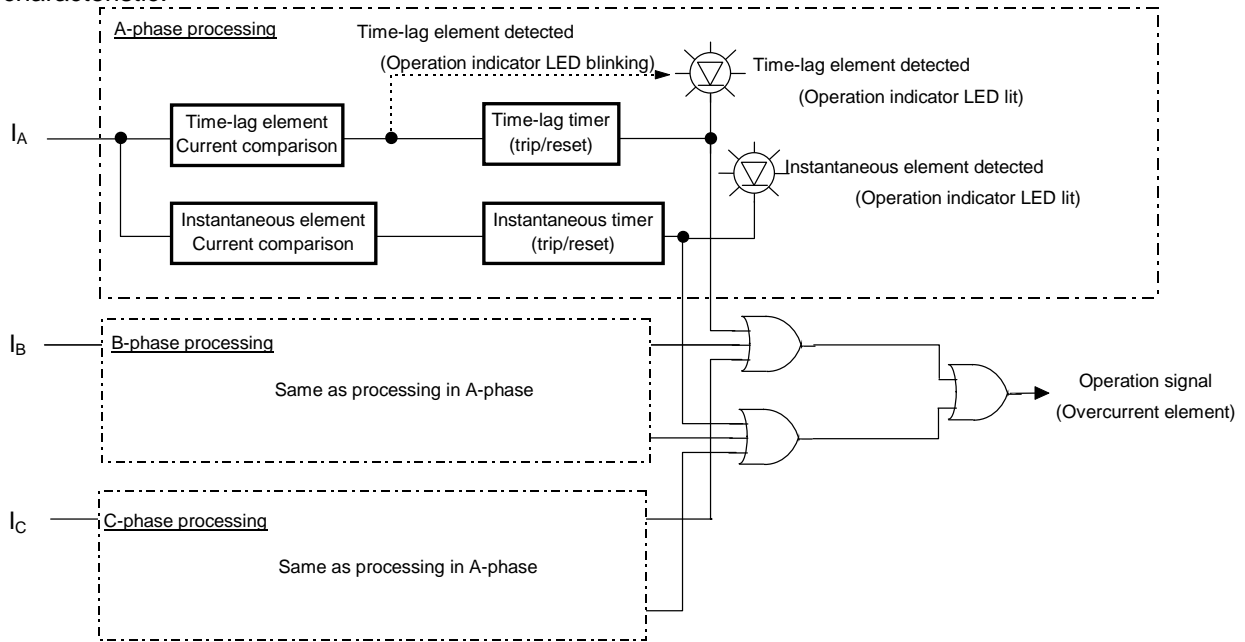 characteristic.
A-phase processing
Time-lag element detected
(Operation indicator LED blinking)
Time-lag element detected
(Operation indicator LED lit)
I_A
Time-lag element
Current comparison
Time-lag timer
(trip/reset)
Instantaneous element detected
(Operation indicator LED lit)
Instantaneous element
Current comparison
Instantaneous timer
(trip/reset)
I_B
B-phase processing
Same as processing in A-phase
Operation signal
(Overcurrent element)
I_C
C-phase processing
Same as processing in A-phase